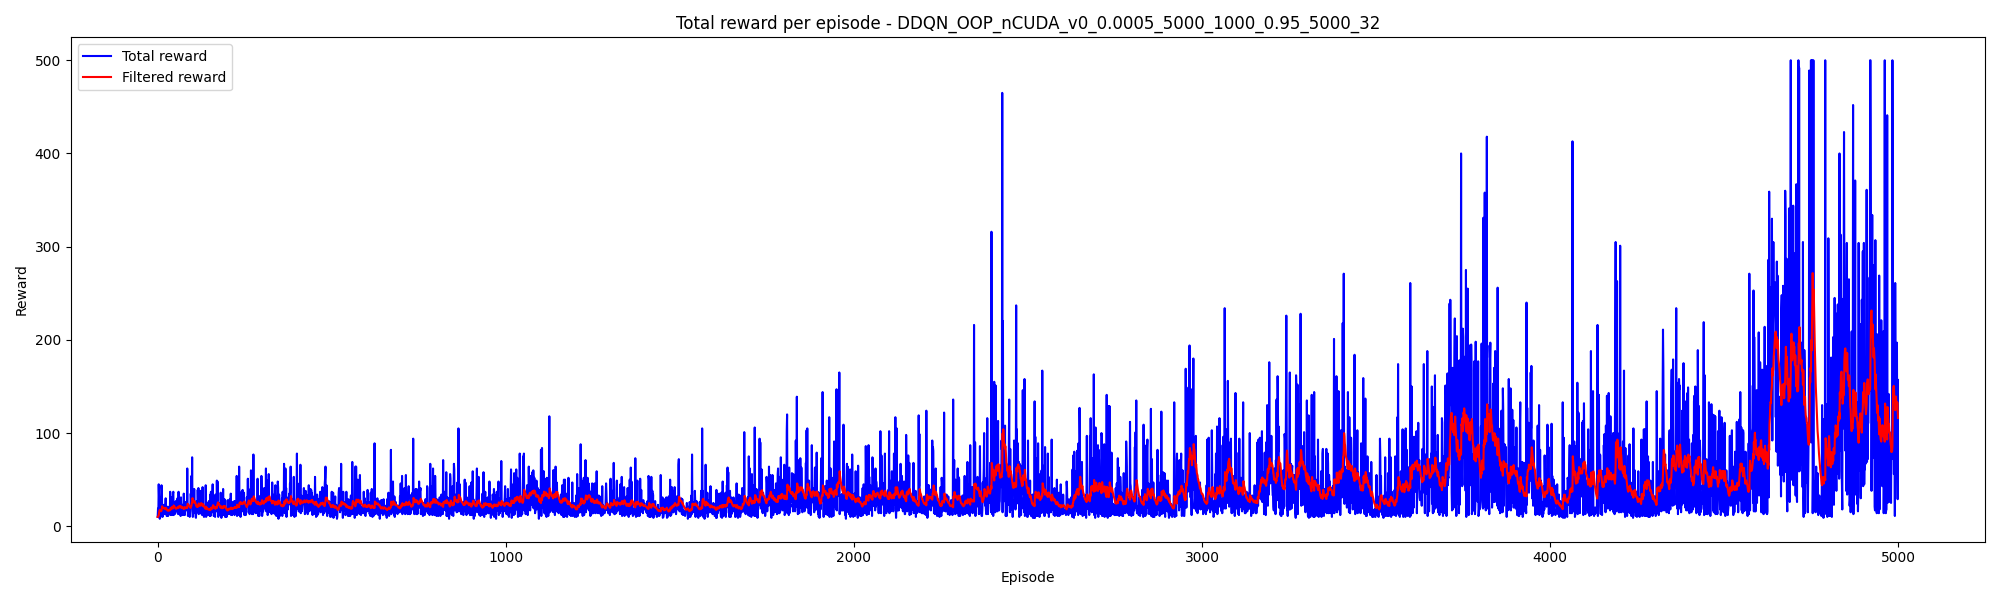 Total reward per episode - DDQN_OOP_nCUDA_v0_0.0005_5000_1000_0.95_5000_32
Total reward
Filtered reward
Reward
500
400
300
200
100
0
0 1000 2000 3000 4000 5000
Episode